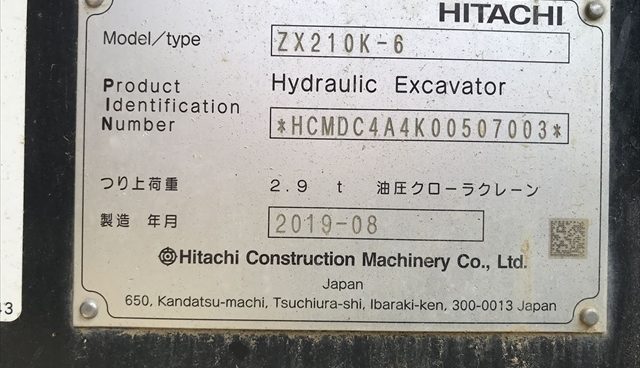 HITACHI
Model/type ZX210K-6
Product Identification Number Hydraulic Excavator
*HCMDC4A4K00507003*
つり上荷重 2.9 t 油圧クローラクレーン
製造 年月 2019-08
Hitachi Construction Machinery Co., Ltd.
Japan
650, Kandatsu-machi, Tsuchiura-shi, Ibaraki-ken, 300-0013 Japan
43